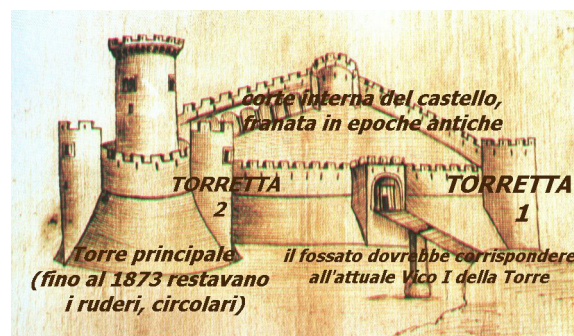 corte interna del castello,
franata in epoche antiche
TORRETTA
2
TORRETTA
1
Torre principale
(fino al 1873 restavano
i ruderi, circolari)
il fossato dovrebbe corrispondere
all'attuale Vico I della Torre